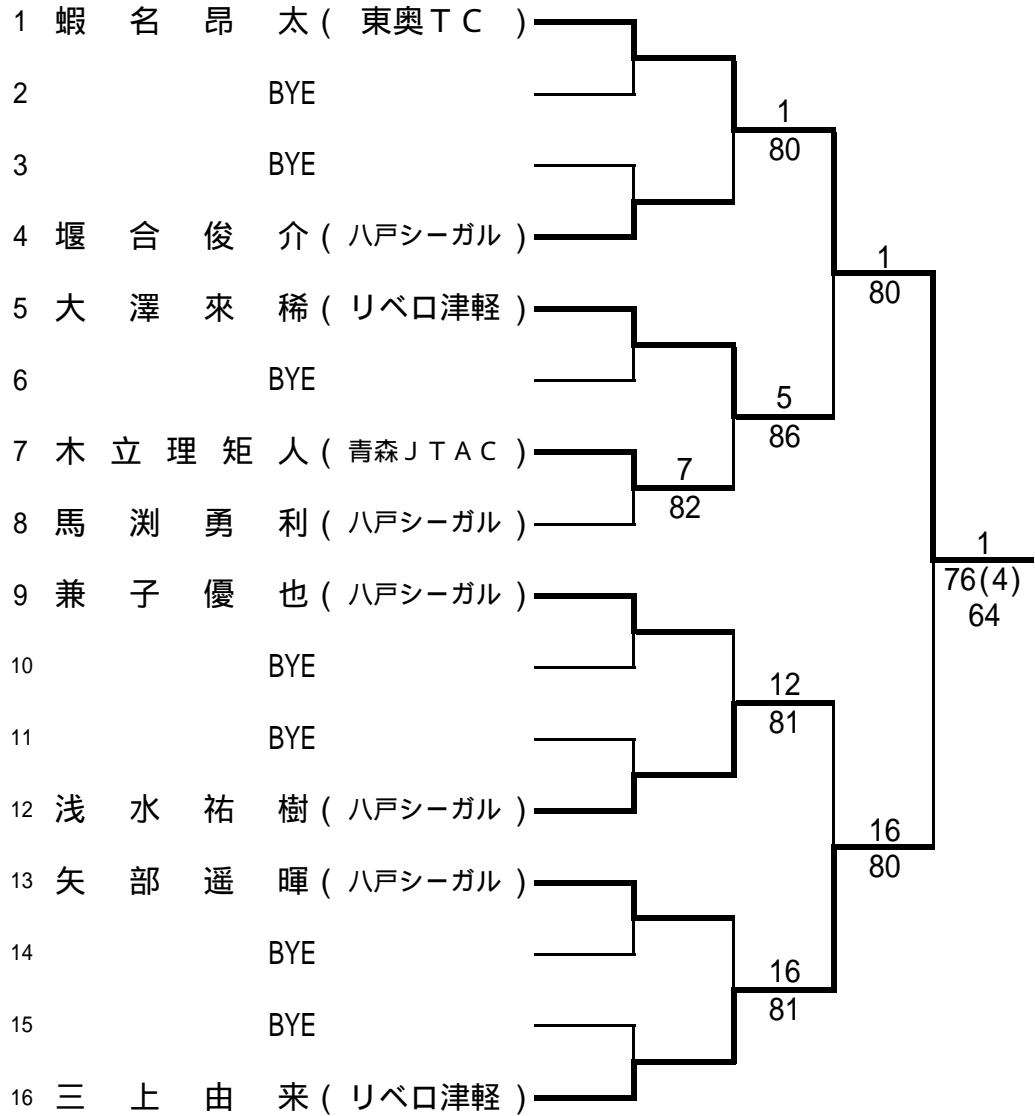 1 蝦名昂太 ( 東奥ＴＣ )
2 BYE
1
80
3 BYE
4 堰合俊介 ( 八戸シーガル )
1
80
5 大澤來稀 ( リベロ津軽 )
6 BYE
5
86
7 木立理矩人 ( 青森ＪＴＡＣ )
7
82
8 馬渕勇利 ( 八戸シーガル )
1
76(4)
64
9 兼子優也 ( 八戸シーガル )
10 BYE
12
81
11 BYE
12 浅水祐樹 ( 八戸シーガル )
16
80
13 矢部遥暉 ( 八戸シーガル )
14 BYE
16
81
15 BYE
16 三上由来 ( リベロ津軽 )